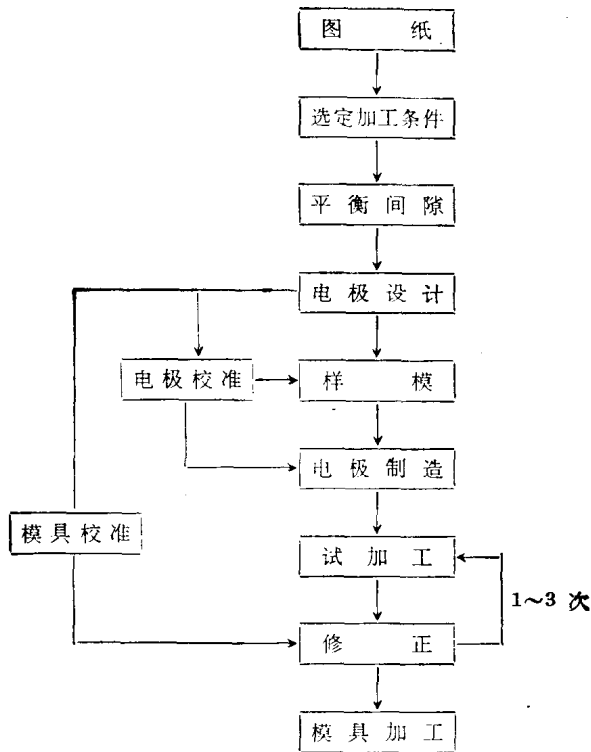 图 纸
选定加工条件
平衡间隙
电极设计
电极校准
样 模
电极制造
模具校准
试加工
1～3 次
修 正
模具加工